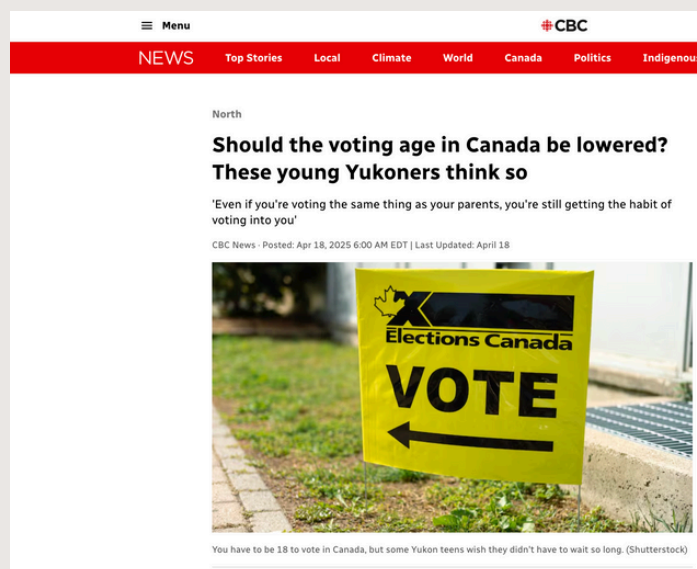 Menu
CBC
NEWS
Top Stories Local Climate World Canada Politics Indigenous
North
Should the voting age in Canada be lowered?
These young Yukoners think so
'Even if you're voting the same thing as your parents, you're still getting the habit of
voting into you'
CBC News · Posted: Apr 18, 2025 6:00 AM EDT | Last Updated: April 18
Elections Canada
VOTE
You have to be 18 to vote in Canada, but some Yukon teens wish they didn't have to wait so long. (Shutterstock)